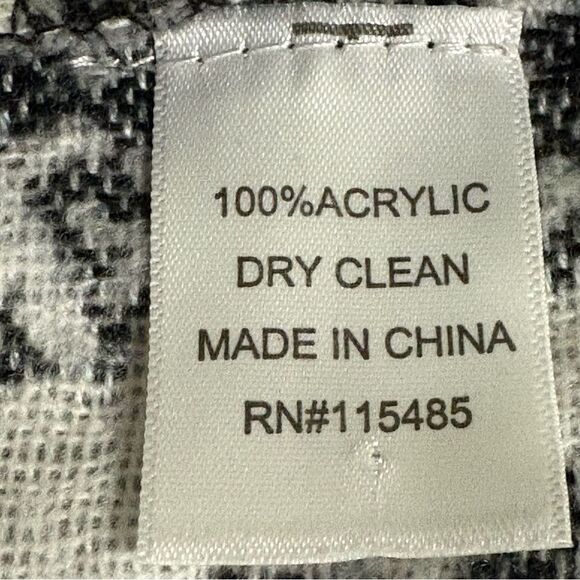 100%ACRYLIC
DRY CLEAN
MADE IN CHINA
RN#115485